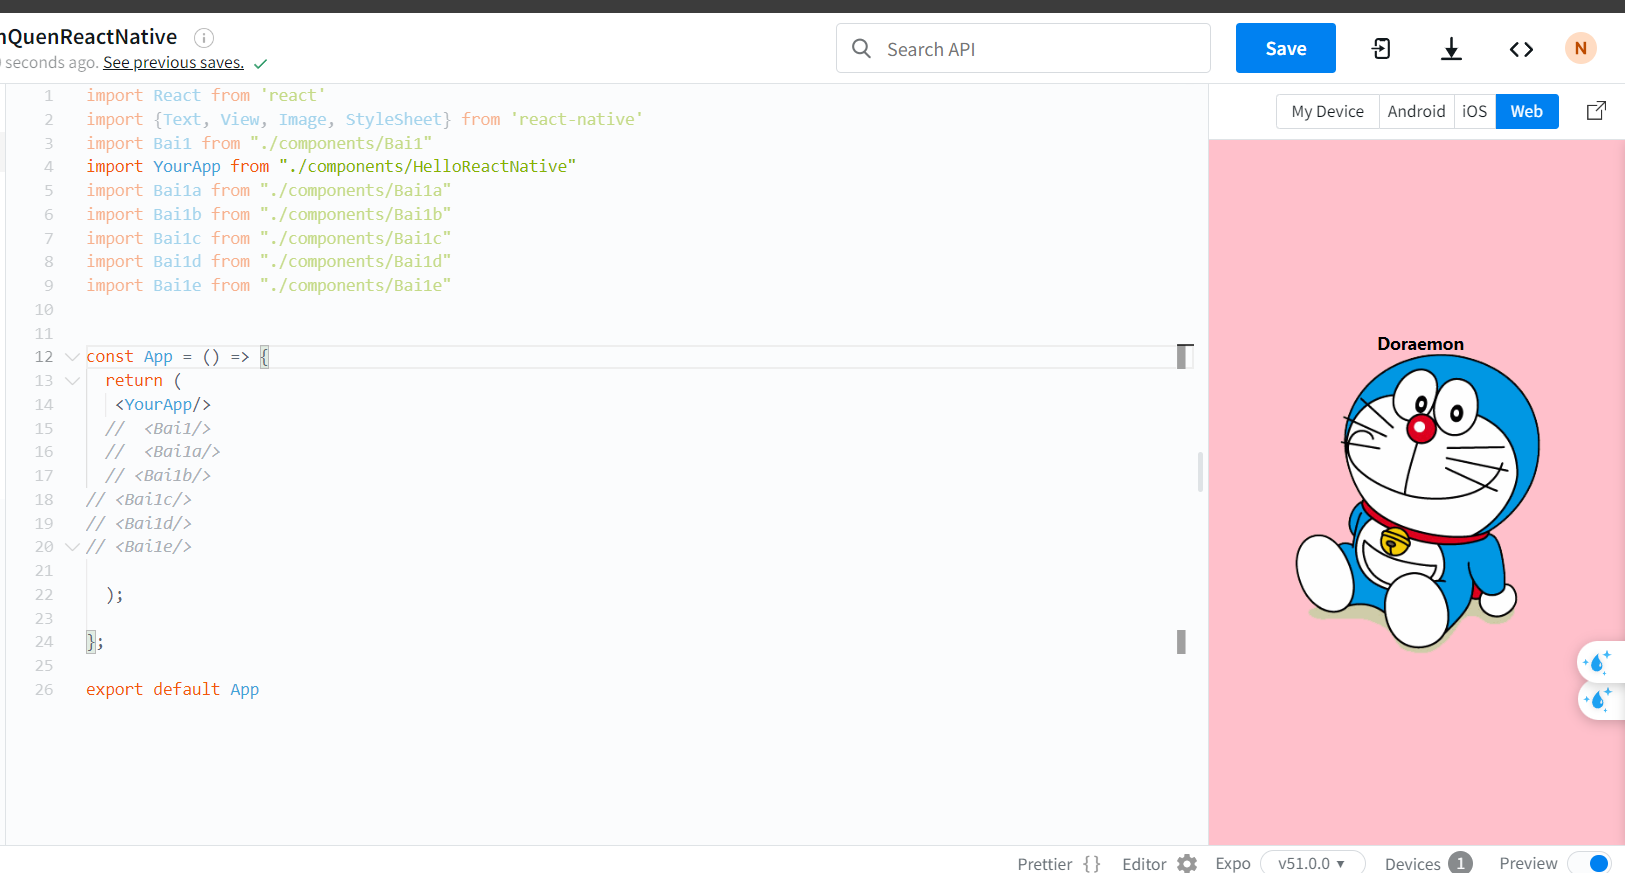 nQuenReactNative
seconds ago. See previous saves.
Search API
Save
N
My Device Android iOS Web
1 import React from 'react'
2 import {Text, View, Image, StyleSheet} from 'react-native'
3 import Bai1 from "./components/Bai1"
4 import YourApp from "./components/HelloReactNative"
5 import Bai1a from "./components/Bai1a"
6 import Bai1b from "./components/Bai1b"
7 import Bai1c from "./components/Bai1c"
8 import Bai1d from "./components/Bai1d"
9 import Bai1e from "./components/Bai1e"
10
11
12 const App = () => {
13 return (
14 <YourApp/>
15 // <Bai1/>
16 // <Bai1a/>
17 // <Bai1b/>
18 // <Bai1c/>
19 // <Bai1d/>
20 // <Bai1e/>
21
22 );
23
24 };
25
26 export default App
Doraemon
Prettier {} Editor Expo v51.0.0 Devices 1 Preview